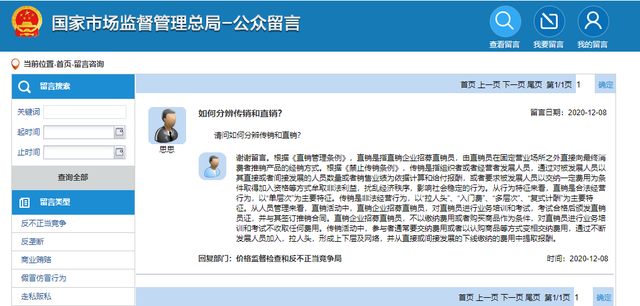 国家市场监督管理总局-公众留言
查看留言 我要留言 我的留言
当前位置-首页-留言咨询
留言搜索
关键词
起时间
止时间
查询全部
留言类型
反不正当竞争
反垄断
商业贿赂
假冒仿冒行为
走私贩私
首页 上一页 下一页 尾页 第1/1页 1 确定
如何分辨传销和直销? 留言日期：2020-12-08
思思
请问如何分辨传销和直销?
谢谢留言。根据《直销管理条例》，直销是指直销企业招募直销员，由直销员在固定营业场所之外直接向最终消
费者推销产品的经销方式。根据《禁止传销条例》，传销是指组织者或者经营者发展人员，通过对被发展人员以
其直接或者间接发展的人员数量或者销售业绩为依据计算和给付报酬，或者要求被发展人员以交纳一定费用为条
件取得加入资格等方式牟取非法利益，扰乱经济秩序，影响社会稳定的行为。从行为特征来看，直销是合法经营
行为，以“单层次”为主要特征。传销是非法经营行为，以“拉人头”、“入门费”、“多层次”、“复式计酬”为主要特
征。从人员管理来看，直销活动中，直销企业招募直销员，对直销员进行业务培训和考试，考试合格后颁发直销
员证、并与其签订推销合同。直销企业招募直销员，不以缴纳费用或者购买商品作为条件，对直销员进行业务培
训和考试不收取任何费用。传销活动中，参与者通常要交纳费用或者以认购商品等方式变相交纳费用，通过不断
发展人员加入，拉人头，形成上下层及网络，并从直接或间接发展的下线缴纳的费用中提取报酬。
回复部门：价格监督检查和反不正当竞争局 时间：2020-12-08
首页 上一页 下一页 尾页 第1/1页 1 确定